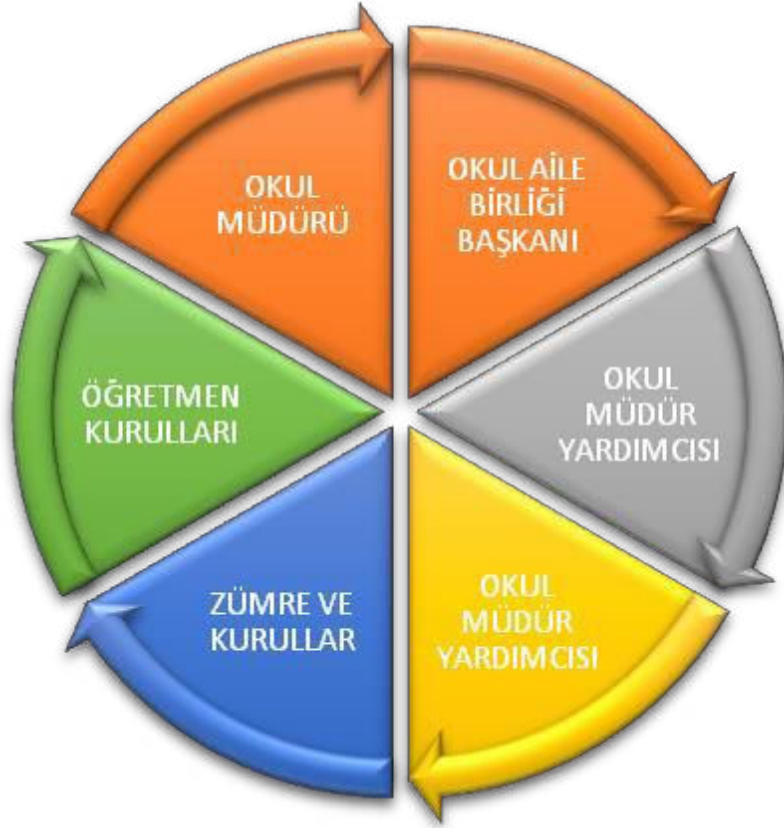 OKUL
MÜDÜRÜ
OKUL AİLE
BİRLİĞİ
BAŞKANI
OKUL
MÜDÜR
YARDIMCISI
OKUL
MÜDÜR
YARDIMCISI
ZÜMRE VE
KURULLAR
ÖĞRETMEN
KURULLARI